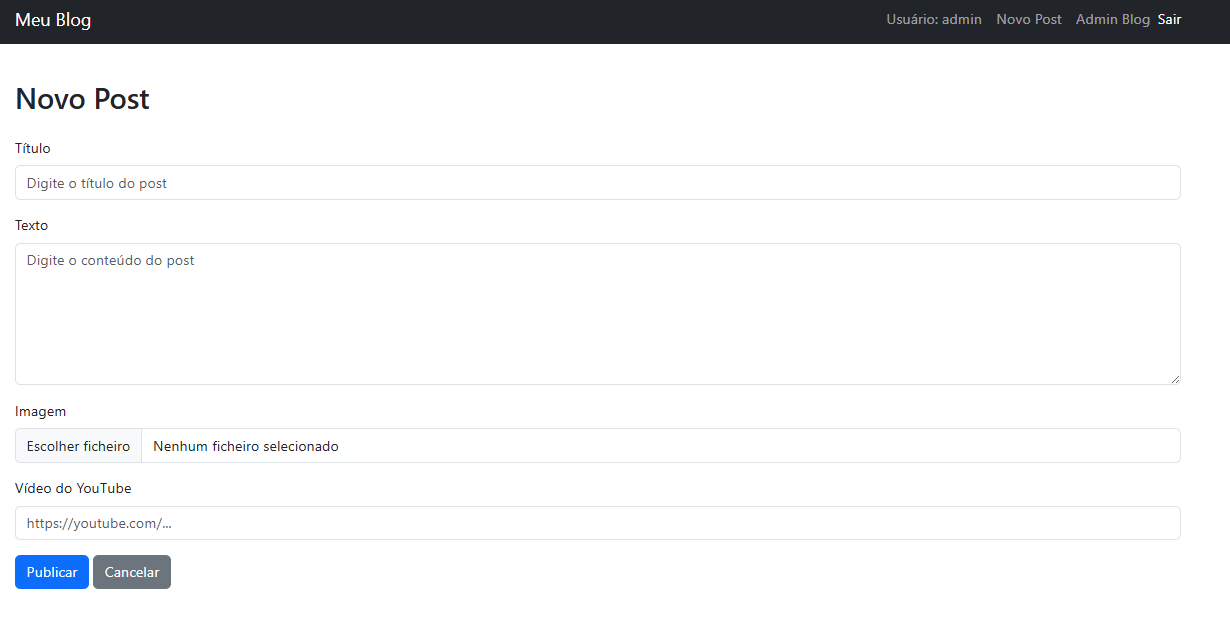 Meu Blog Usuário: admin Novo Post Admin Blog Sair
Novo Post
Título
Digite o título do post
Texto
Digite o conteúdo do post
Imagem
Escolher ficheiro Nenhum ficheiro selecionado
Vídeo do YouTube
https://youtube.com/...
Publicar Cancelar